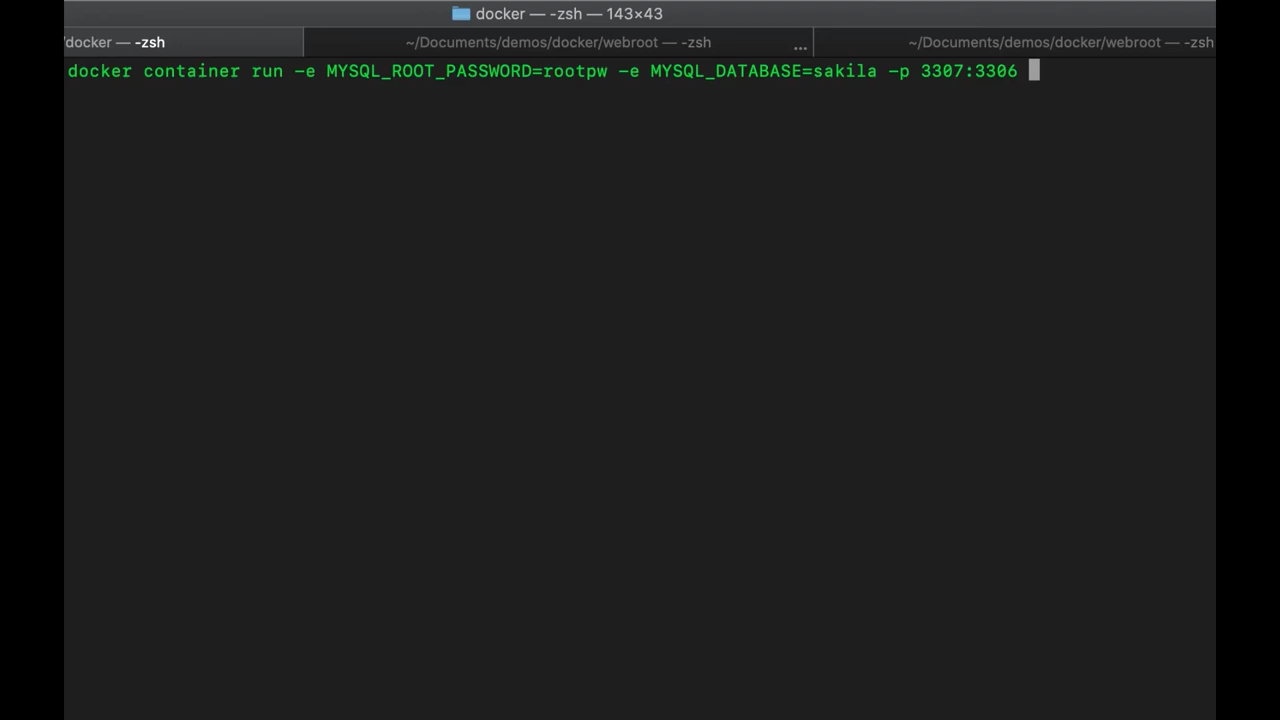 docker — -zsh — 143×43
/docker — -zsh
~/Documents/demos/docker/webroot — -zsh
...
~/Documents/demos/docker/webroot — -zsh
docker container run -e MYSQL_ROOT_PASSWORD=rootpw -e MYSQL_DATABASE=sakila -p 3307:3306